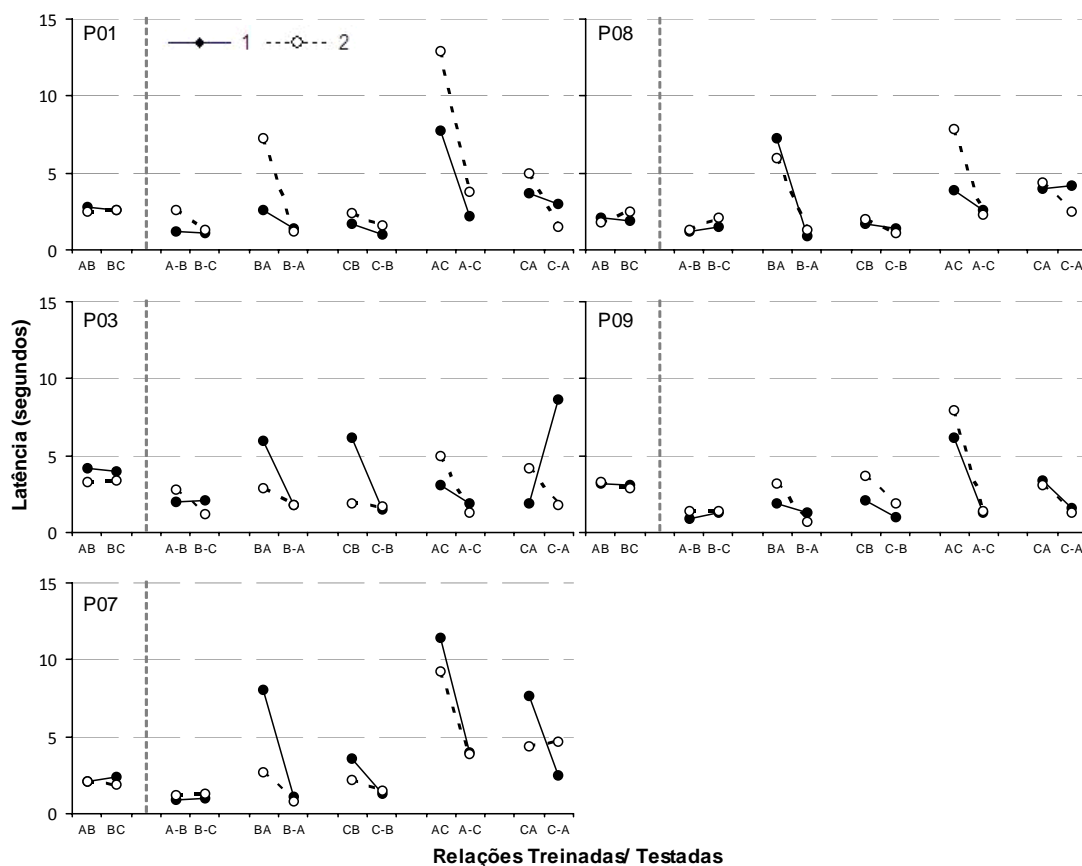 15
10
5
0
P01
1
2
AB BC A-B B-C BA B-A CB C-B AC A-C CA C-A
P08
AB BC A-B B-C BA B-A CB C-B AC A-C CA C-A
Latência (segundos)
15
10
5
0
P03
AB BC A-B B-C BA B-A CB C-B AC A-C CA C-A
P09
AB BC A-B B-C BA B-A CB C-B AC A-C CA C-A
15
10
5
0
P07
AB BC A-B B-C BA B-A CB C-B AC A-C CA C-A
Relações Treinadas/ Testadas